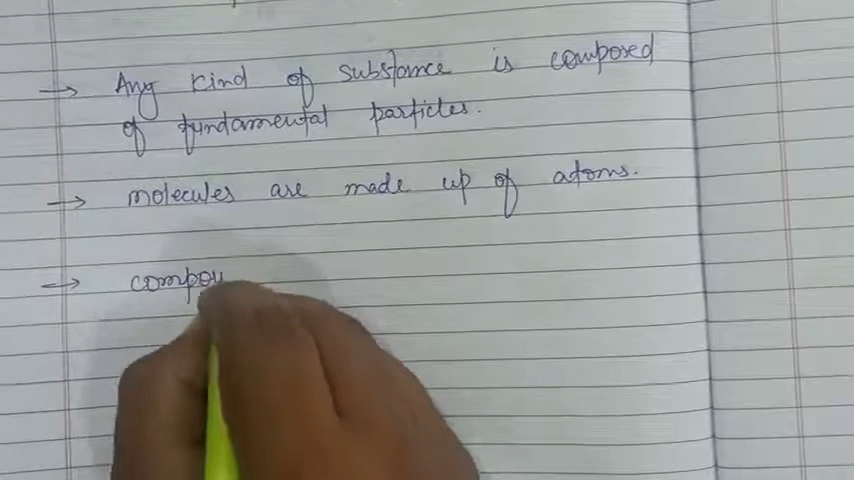 → Any kind of substance is composed
of fundamental particles.
→ molecules are made up of atoms.
→ compou